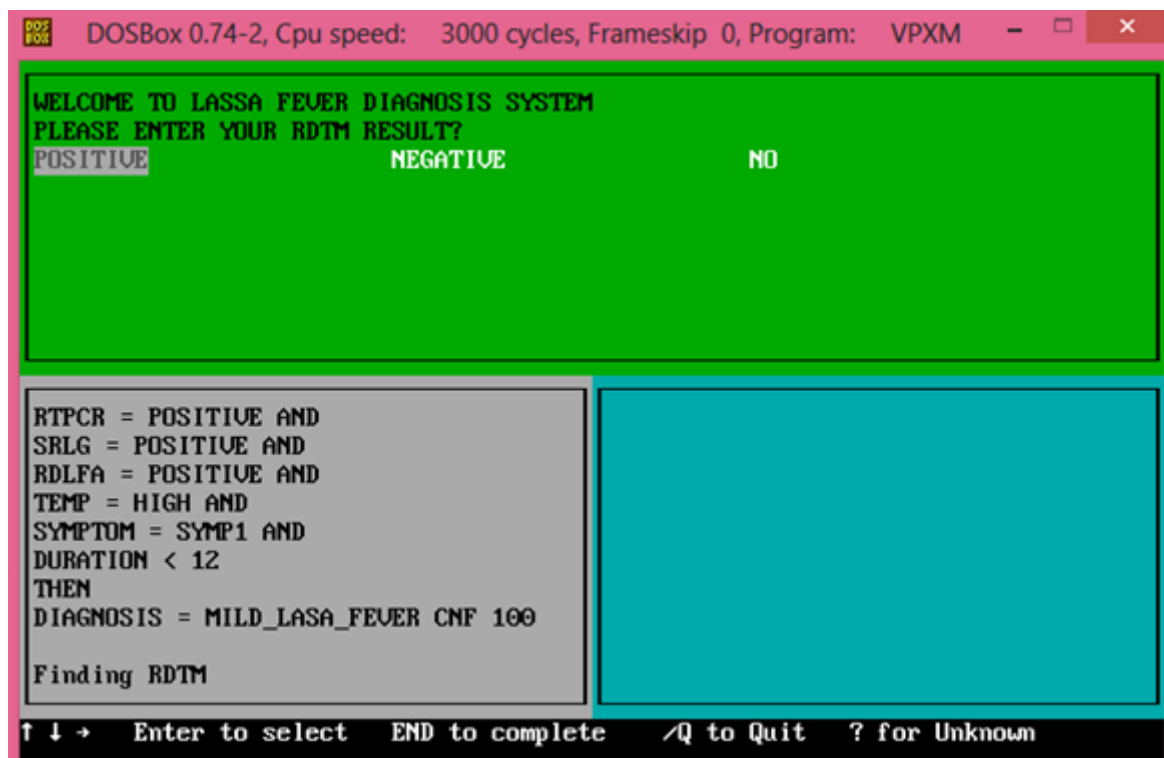 DOSBox 0.74-2, Cpu speed: 3000 cycles, Frameskip 0, Program: VPXM
WELCOME TO LASSA FEVER DIAGNOSIS SYSTEM
PLEASE ENTER YOUR RDTM RESULT?
POSITIVE NEGATIVE NO
RTPCR = POSITIVE AND
SRLG = POSITIVE AND
RDLFA = POSITIVE AND
TEMP = HIGH AND
SYMPTOM = SYMP1 AND
DURATION < 12
THEN
DIAGNOSIS = MILD_LASA_FEVER CNF 100
Finding RDTM
↑ ↓ → Enter to select END to complete /Q to Quit ? for Unknown